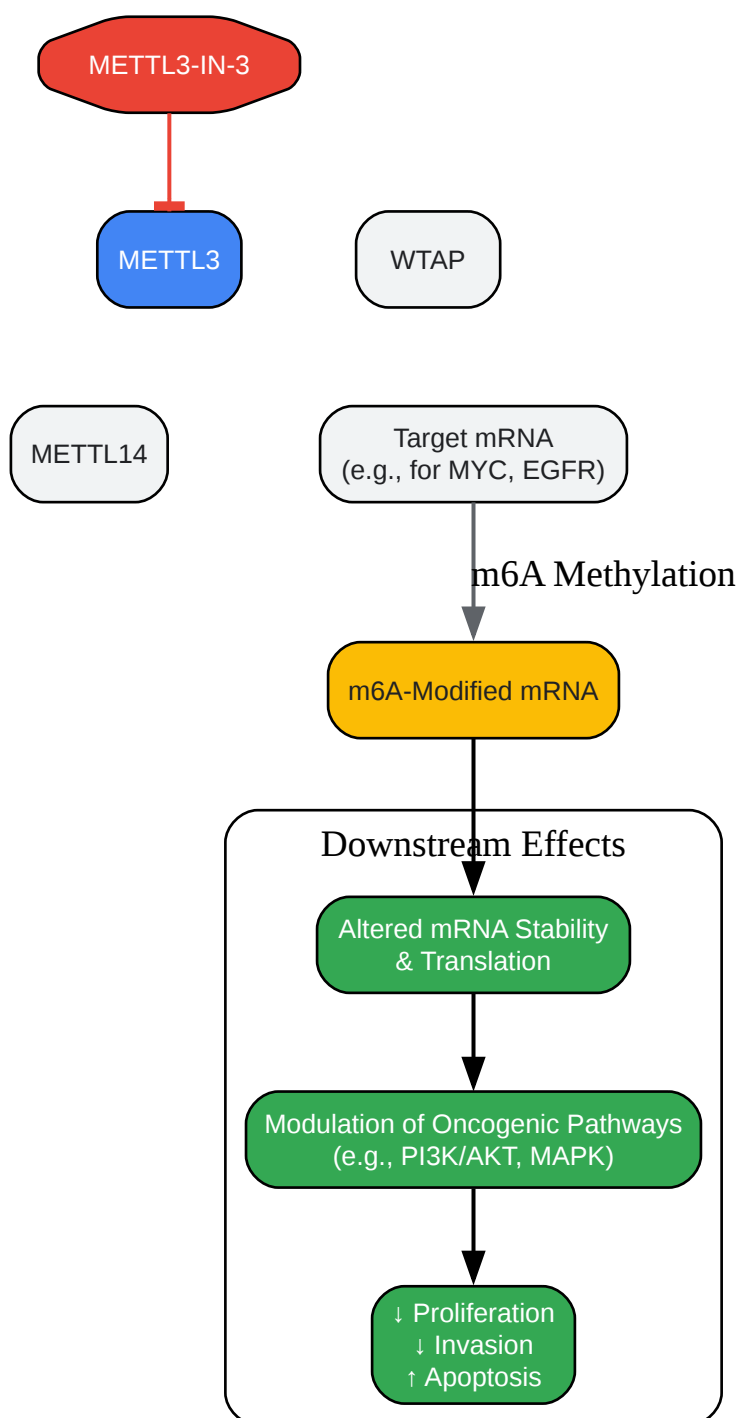 METTL3-IN-3
METTL3
WTAP
METTL14
Target mRNA
(e.g., for MYC, EGFR)
m6A Methylation
m6A-Modified mRNA
Downstream Effects
Altered mRNA Stability
& Translation
Modulation of Oncogenic Pathways
(e.g., PI3K/AKT, MAPK)
↓ Proliferation
↓ Invasion
↑ Apoptosis